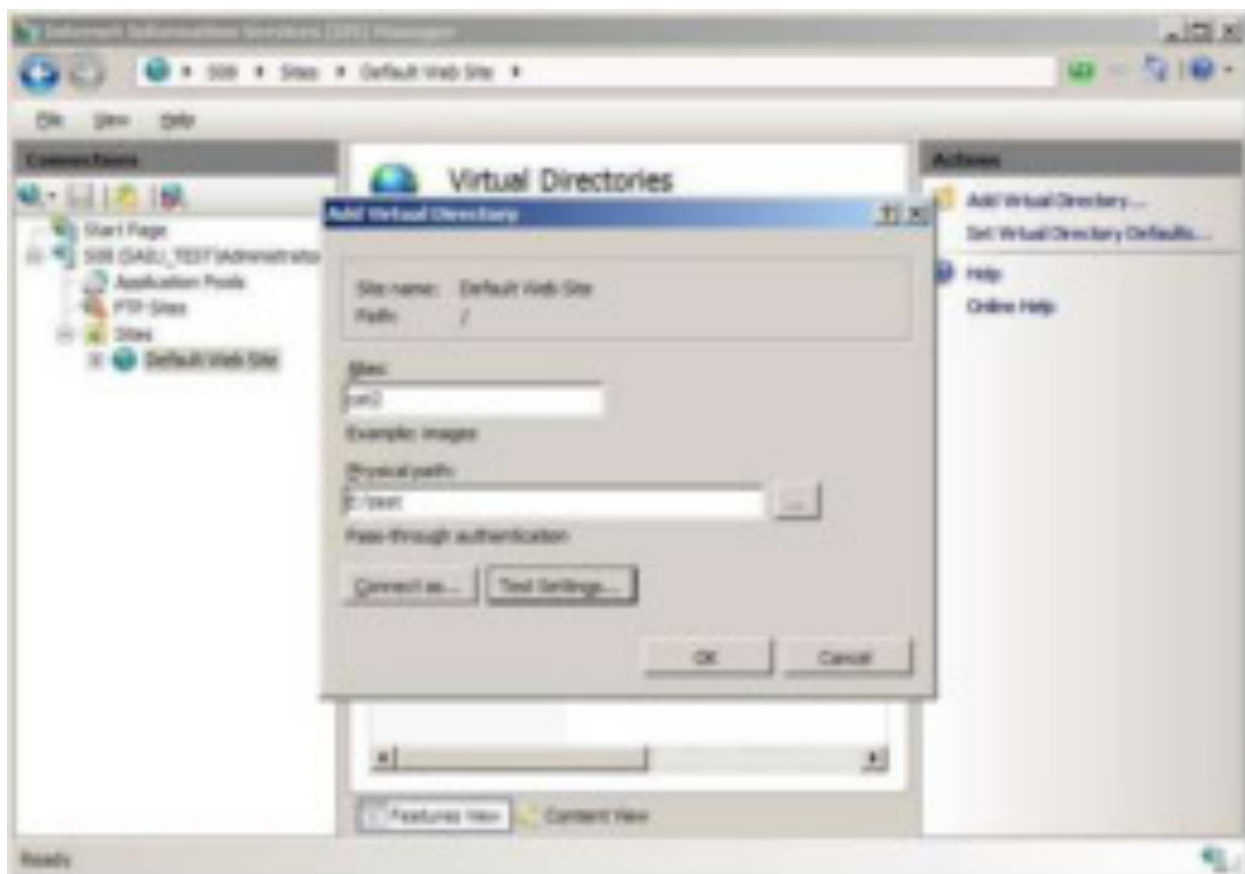 Internet Information Services (IIS) Manager
S08 Sites Default Web Site
File View Help
Connections
Start Page
Application Pools
FTP Sites
Sites
Default Web Site
Virtual Directories
Add Virtual Directory
Site name: Default Web Site
Path: /
Alias:
Example: images
Physical path:
Pass-through authentication
Connect as...
Test Settings...
OK
Cancel
Features View
Content View
Actions
Add Virtual Directory...
Set Virtual Directory Defaults...
Help
Online Help
Ready